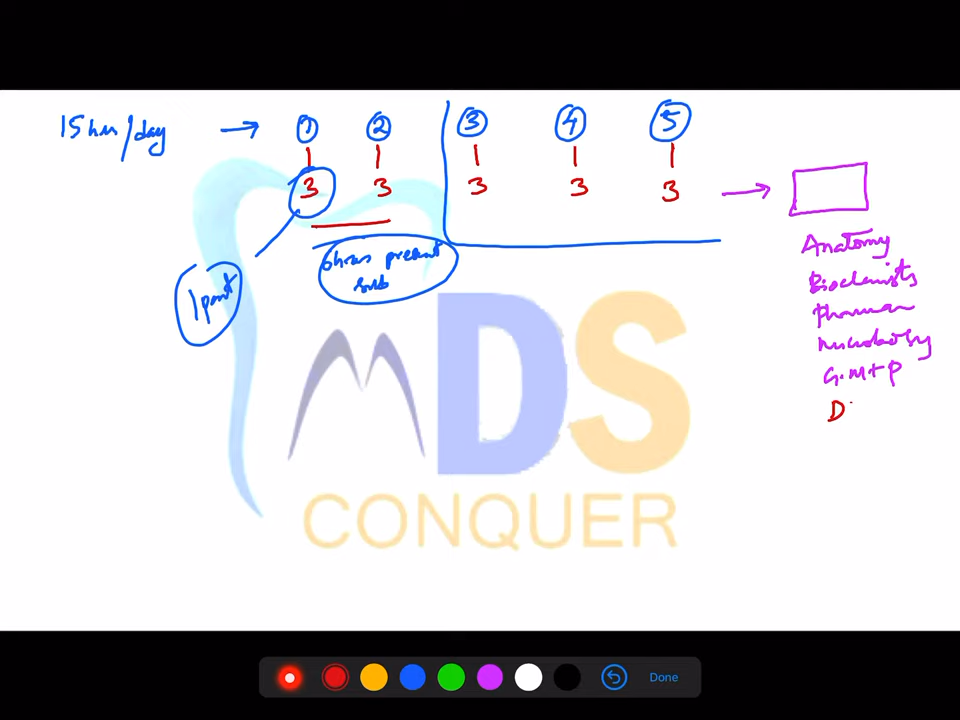 15 hrs/day → ① ② ③ ④ ⑤
3 3 3 3 3 →
6 hrs present sub
1 part
Anatomy
Biochemistry
Pharmac
Microbiology
G.M+P
D
MDS
CONQUER
Done